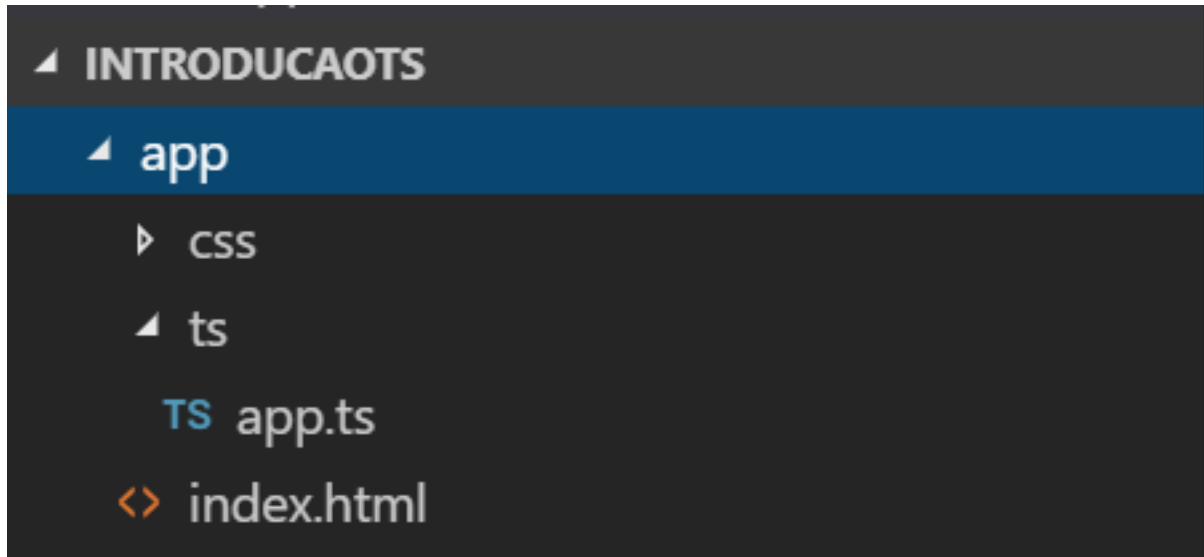 INTRODUCAOTS
app
css
ts
TS app.ts
<> index.html